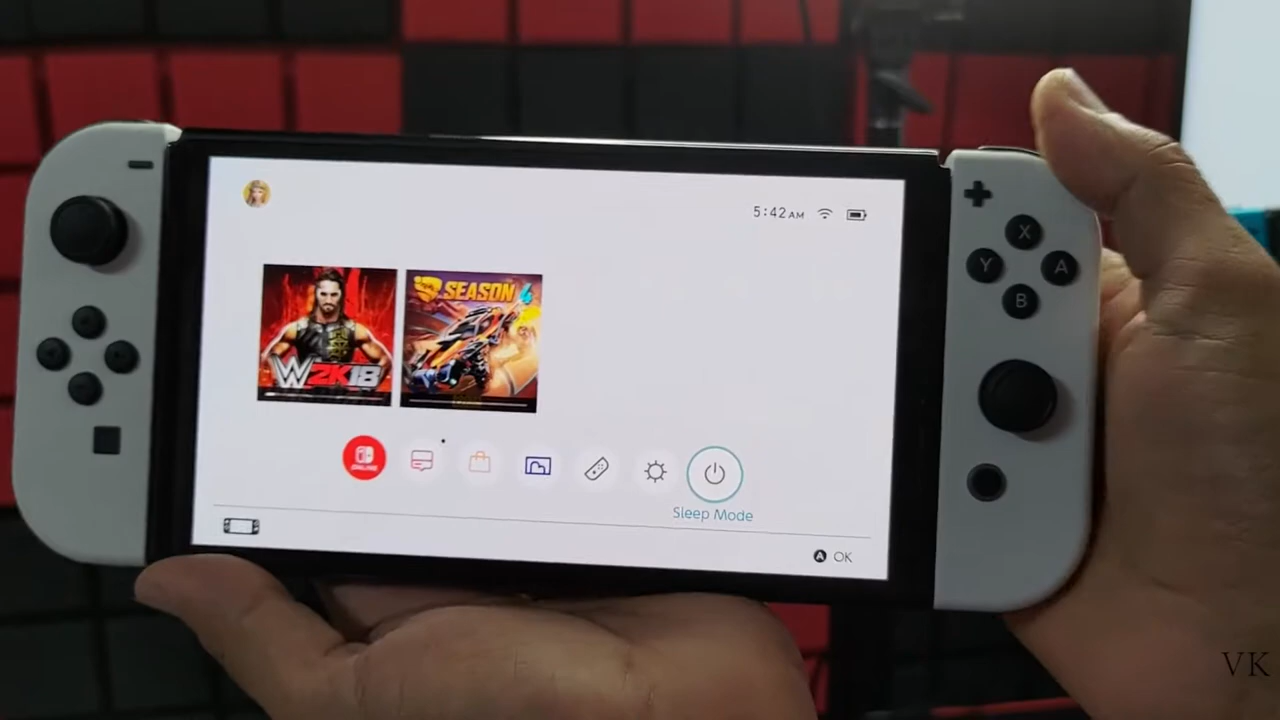 5:42 AM
W2K18
SEASON 4
ONLINE
Sleep Mode
A OK
X
Y
A
B
VK